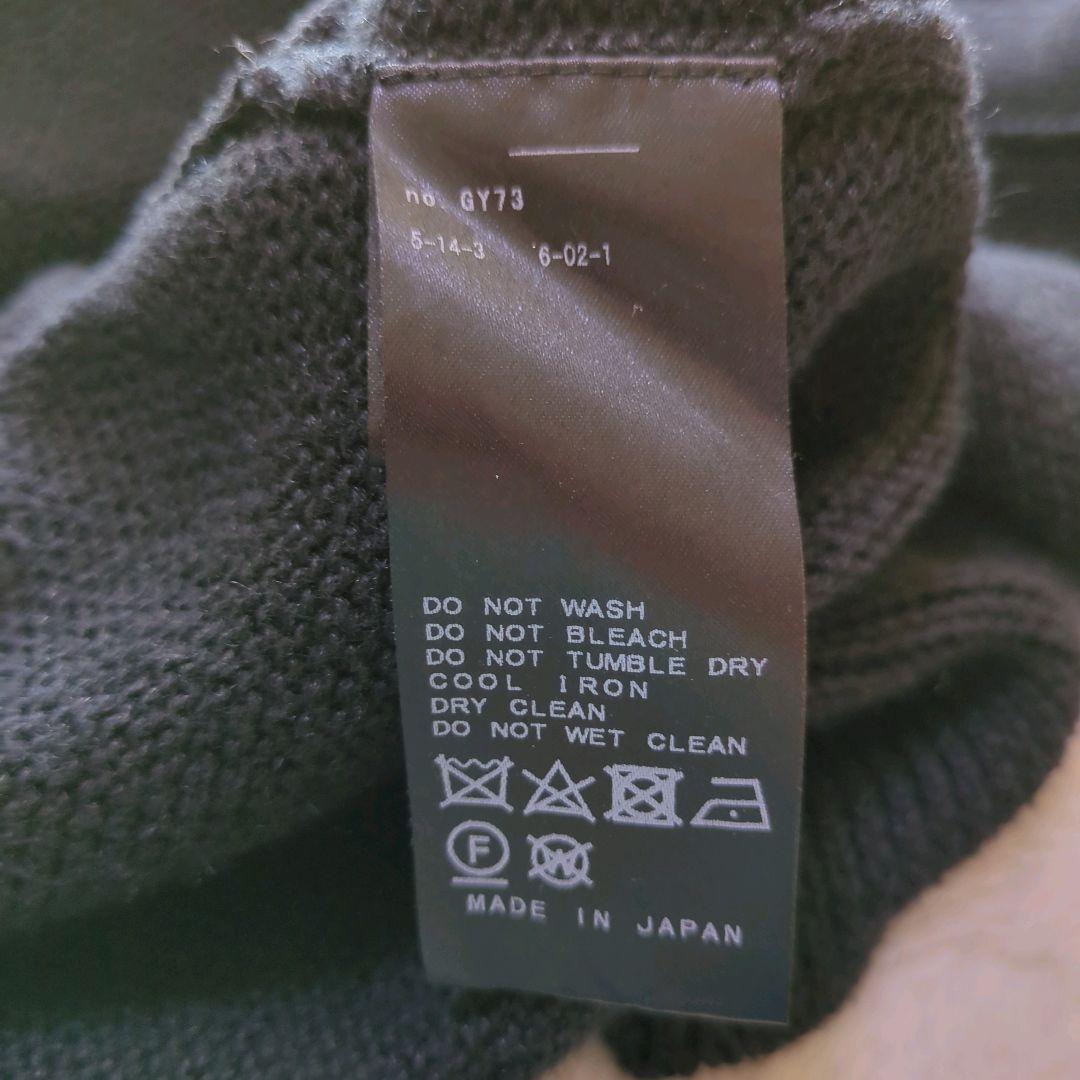 no. GY73
5-14-3 6-02-1
DO NOT WASH
DO NOT BLEACH
DO NOT TUMBLE DRY
COOL IRON
DRY CLEAN
DO NOT WET CLEAN
F W
MADE IN JAPAN